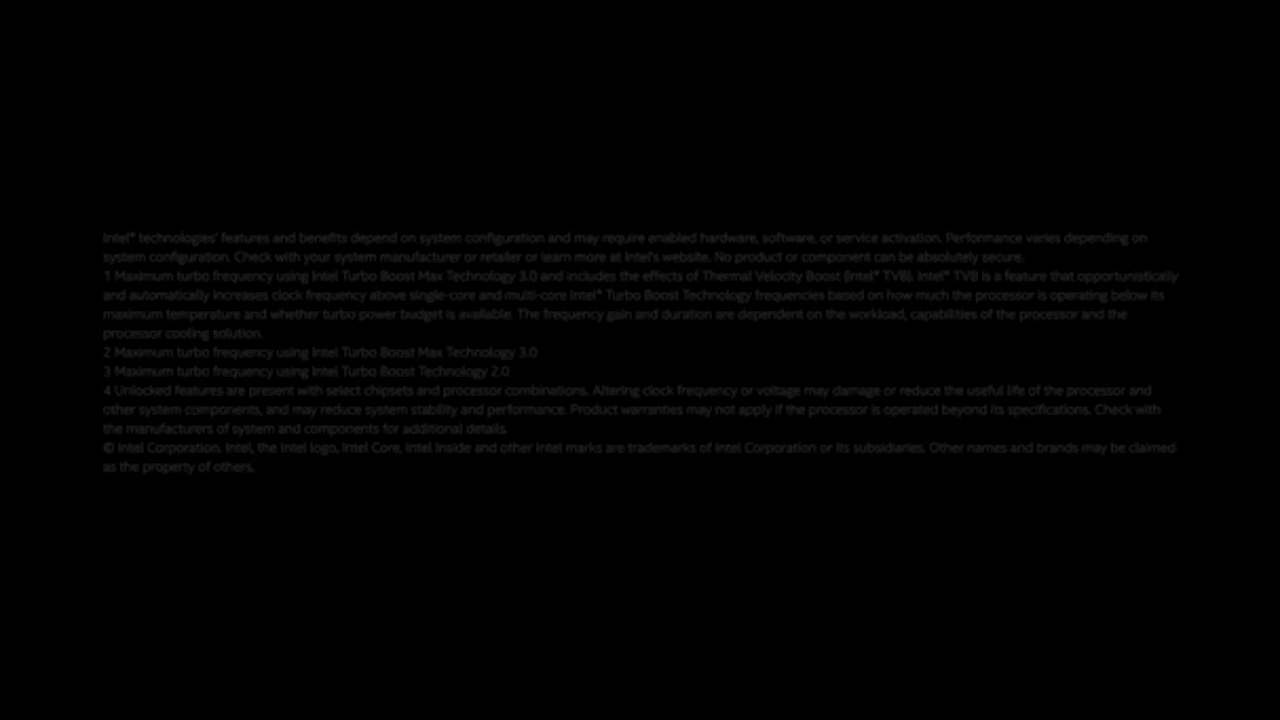 Intel® technologies' features and benefits depend on system configuration and may require enabled hardware, software, or service activation. Performance varies depending on
system configuration. Check with your system manufacturer or retailer or learn more at Intel's website. No product or component can be absolutely secure.
1 Maximum turbo frequency using Intel Turbo Boost Max Technology 3.0 and includes the effects of Thermal Velocity Boost (Intel® TVB). Intel® TVB is a feature that opportunistically
and automatically increases clock frequency above single-core and multi-core Intel® Turbo Boost Technology frequencies based on how much the processor is operating below its
maximum temperature and whether turbo power budget is available. The frequency gain and duration are dependent on the workload, capabilities of the processor and the
processor cooling solution.
2 Maximum turbo frequency using Intel Turbo Boost Max Technology 3.0
3 Maximum turbo frequency using Intel Turbo Boost Technology 2.0
4 Unlocked features are present with select chipsets and processor combinations. Altering clock frequency or voltage may damage or reduce the useful life of the processor and
other system components, and may reduce system stability and performance. Product warranties may not apply if the processor is operated beyond its specifications. Check with
the manufacturers of system and components for additional details.
© Intel Corporation. Intel, the Intel logo, Intel Core, Intel Inside and other Intel marks are trademarks of Intel Corporation or its subsidiaries. Other names and brands may be claimed
as the property of others.